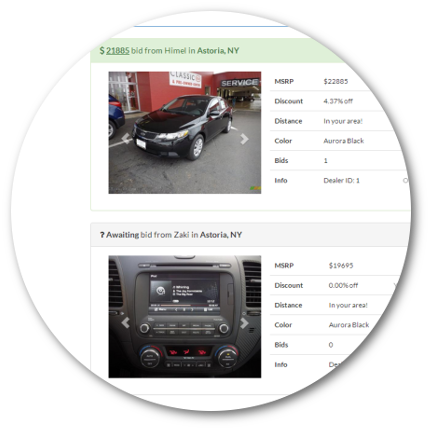 $ 21885 bid from Himel in Astoria, NY
CLASSIC
SERVICE
MSRP $22885
Discount 4.37% off
Distance In your area!
Color Aurora Black
Bids 1
Info Dealer ID: 1
? Awaiting bid from Zaki in Astoria, NY
MSRP $19695
Discount 0.00% off
Distance In your area!
Color Aurora Black
Bids 0
Info